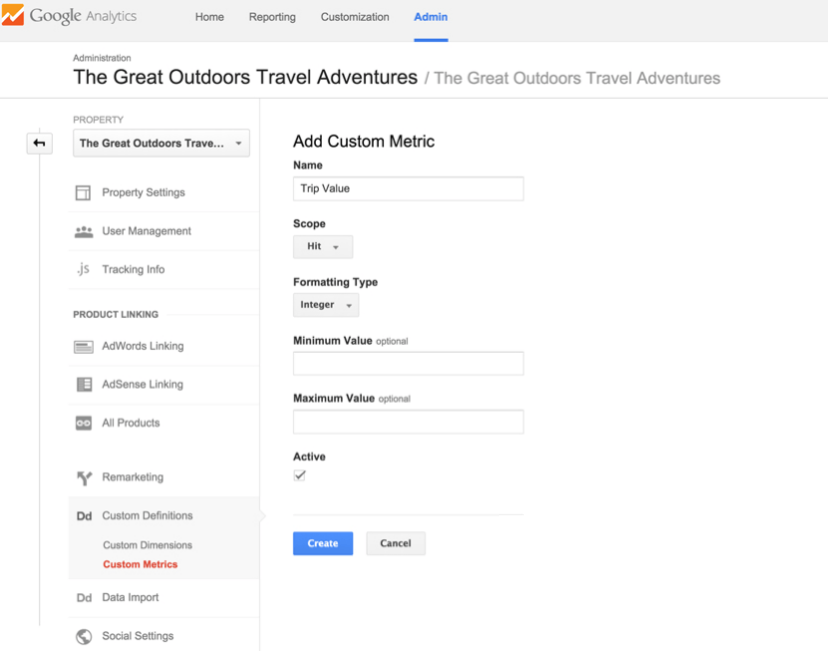 Google Analytics
Home Reporting Customization Admin
Administration
The Great Outdoors Travel Adventures / The Great Outdoors Travel Adventures
PROPERTY
The Great Outdoors Trave...
Property Settings
User Management
.js Tracking Info
PRODUCT LINKING
AdWords Linking
AdSense Linking
All Products
Remarketing
Dd Custom Definitions
Custom Dimensions
Custom Metrics
Dd Data Import
Social Settings
Add Custom Metric
Name
Trip Value
Scope
Hit
Formatting Type
Integer
Minimum Value optional
Maximum Value optional
Active
Create Cancel